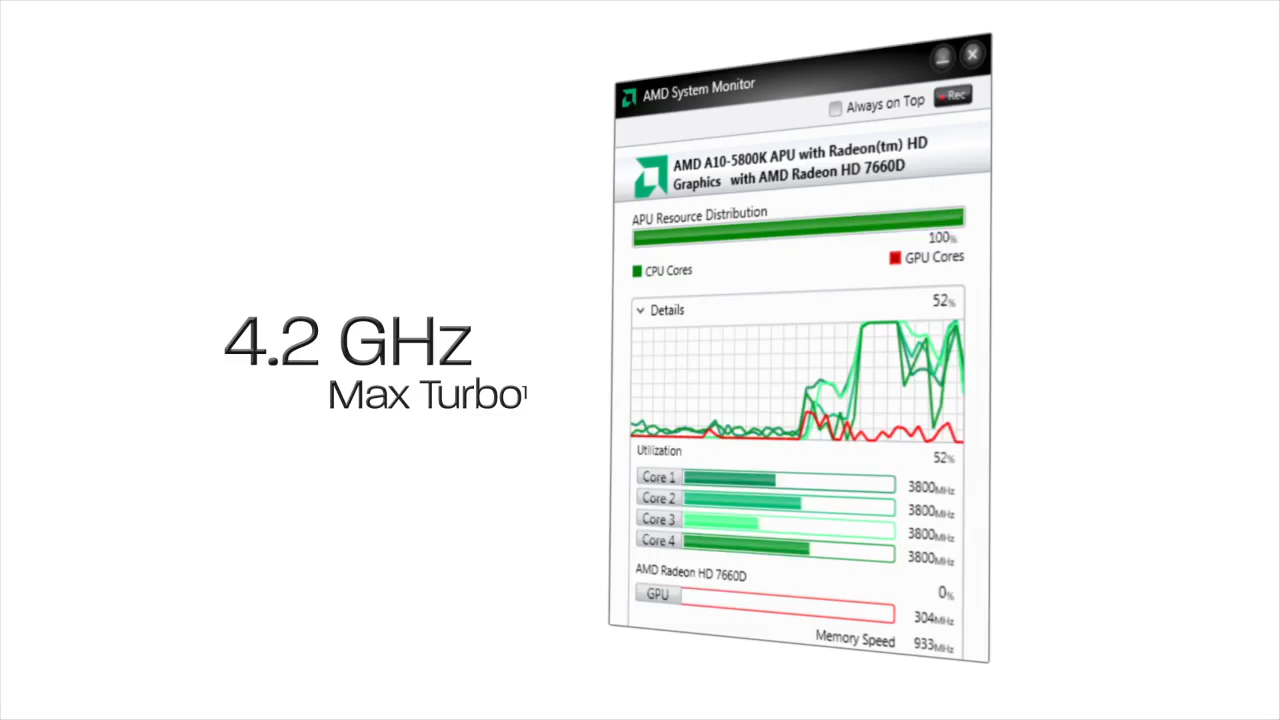 4.2 GHz
Max Turbo¹
AMD System Monitor
Always on Top
Rec
AMD A10-5800K APU with Radeon(tm) HD
Graphics with AMD Radeon HD 7660D
APU Resource Distribution
100%
CPU Cores
GPU Cores
Details
52%
Utilization
52%
Core 1
3800MHz
Core 2
3800MHz
Core 3
3800MHz
Core 4
3800MHz
AMD Radeon HD 7660D
0%
GPU
304MHz
Memory Speed
933MHz